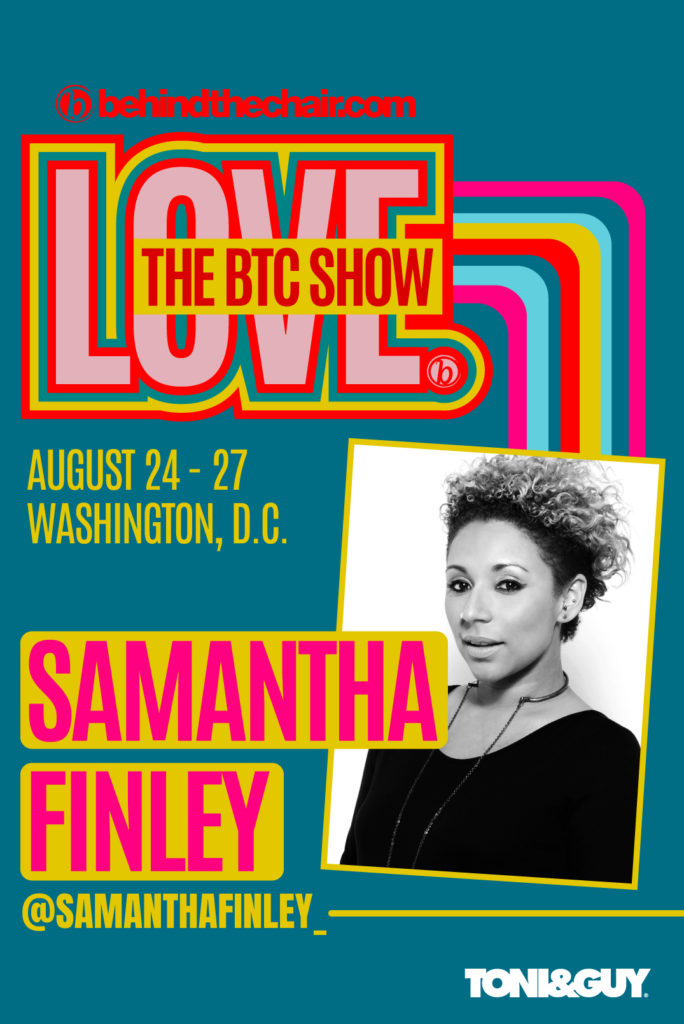 behindthechair.com
LOVE.
THE BTC SHOW
b
AUGUST 24 - 27
WASHINGTON, D.C.
SAMANTHA
FINLEY
@SAMANTHAFINLEY_
TONI&GUY®